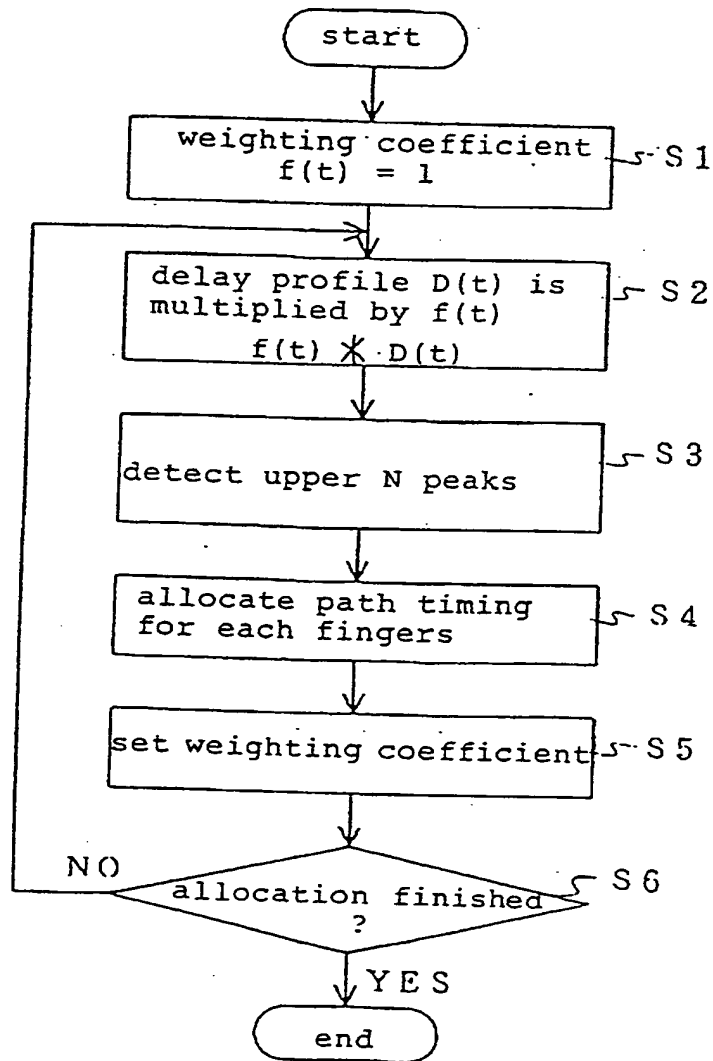 start
weighting coefficient
f(t) = 1
S1
delay profile D(t) is
multiplied by f(t)
f(t) * D(t)
S2
detect upper N peaks
S3
allocate path timing
for each fingers
S4
set weighting coefficient
S5
NO
allocation finished
?
S6
YES
end